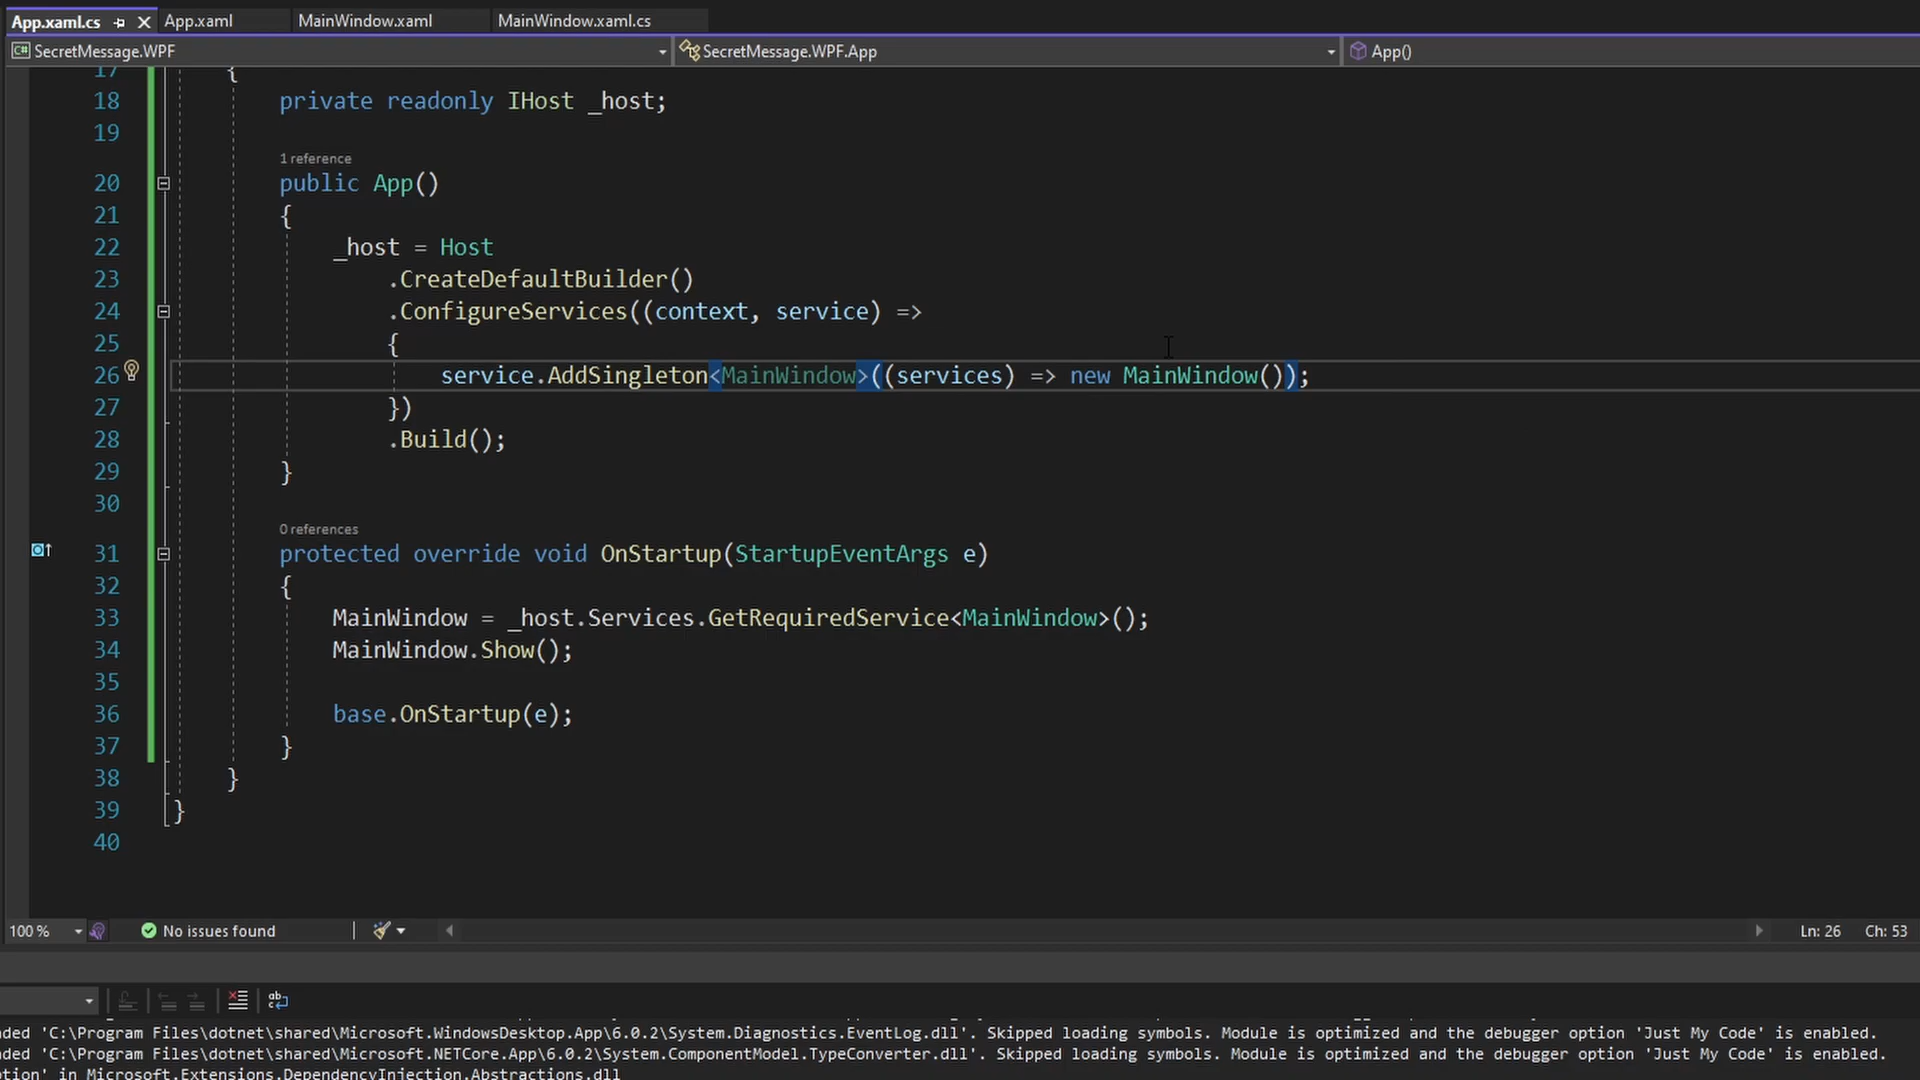 App.xaml.cs App.xaml MainWindow.xaml MainWindow.xaml.cs
C# SecretMessage.WPF SecretMessage.WPF.App App()
17 {
18 private readonly IHost _host;
19
1 reference
20 public App()
21 {
22 _host = Host
23 .CreateDefaultBuilder()
24 .ConfigureServices((context, service) =>
25 {
26 service.AddSingleton<MainWindow>((services) => new MainWindow());
27 })
28 .Build();
29 }
30
0 references
31 protected override void OnStartup(StartupEventArgs e)
32 {
33 MainWindow = _host.Services.GetRequiredService<MainWindow>();
34 MainWindow.Show();
35
36 base.OnStartup(e);
37 }
38 }
39 }
40
100 % No issues found Ln: 26 Ch: 53
aded 'C:\Program Files\dotnet\shared\Microsoft.WindowsDesktop.App\6.0.2\System.Diagnostics.EventLog.dll'. Skipped loading symbols. Module is optimized and the debugger option 'Just My Code' is enabled.
aded 'C:\Program Files\dotnet\shared\Microsoft.NETCore.App\6.0.2\System.ComponentModel.TypeConverter.dll'. Skipped loading symbols. Module is optimized and the debugger option 'Just My Code' is enabled.
ption' in Microsoft.Extensions.DependencyInjection.Abstractions.dll